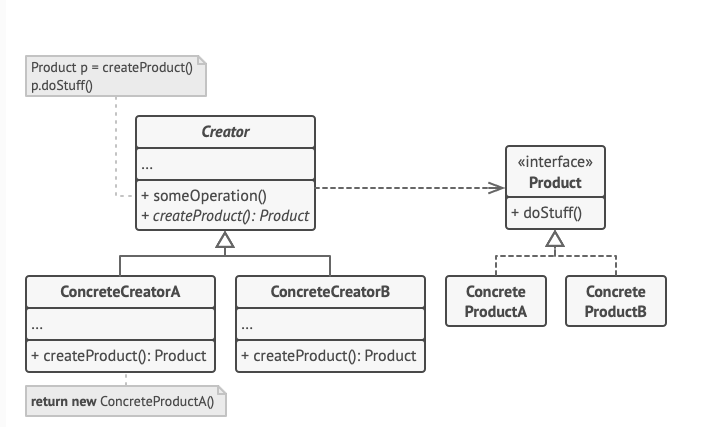 Product p = createProduct()
p.doStuff()
Creator
...
+ someOperation()
+ createProduct(): Product
«interface»
Product
+ doStuff()
ConcreteCreatorA
...
+ createProduct(): Product
ConcreteCreatorB
...
+ createProduct(): Product
Concrete
ProductA
Concrete
ProductB
return new ConcreteProductA()